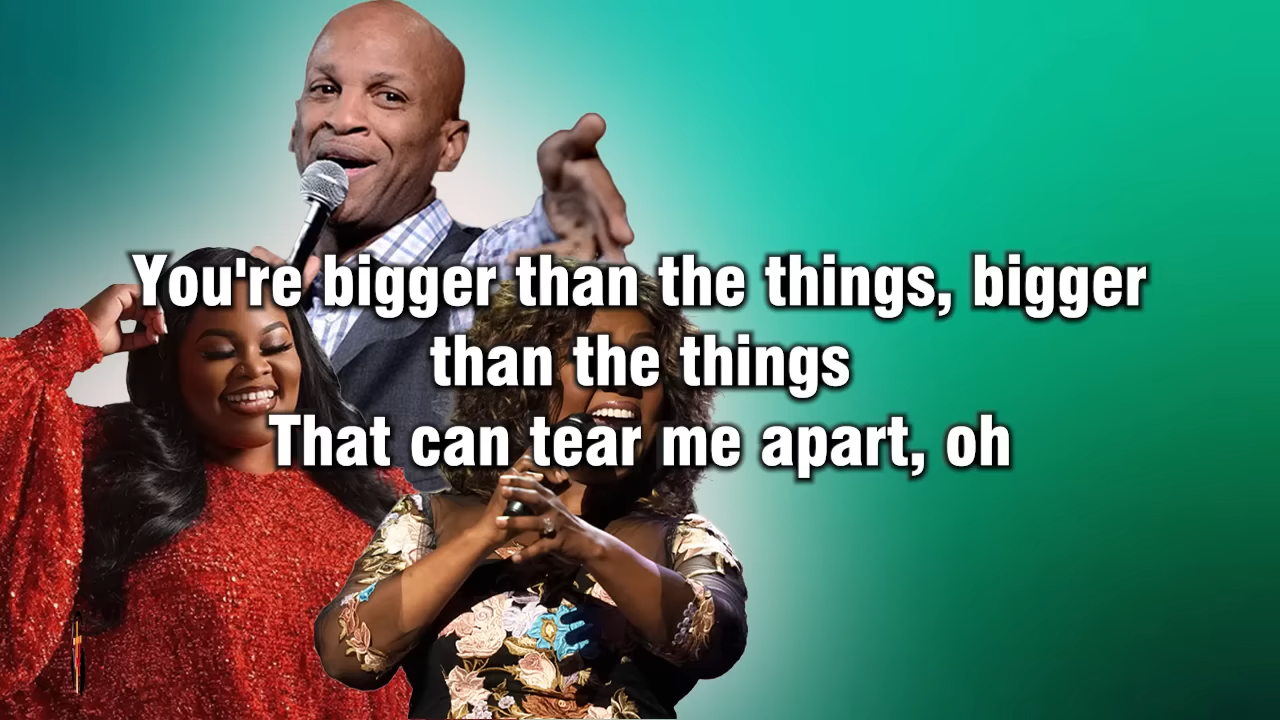 You're bigger than the things, bigger
than the things
That can tear me apart, oh